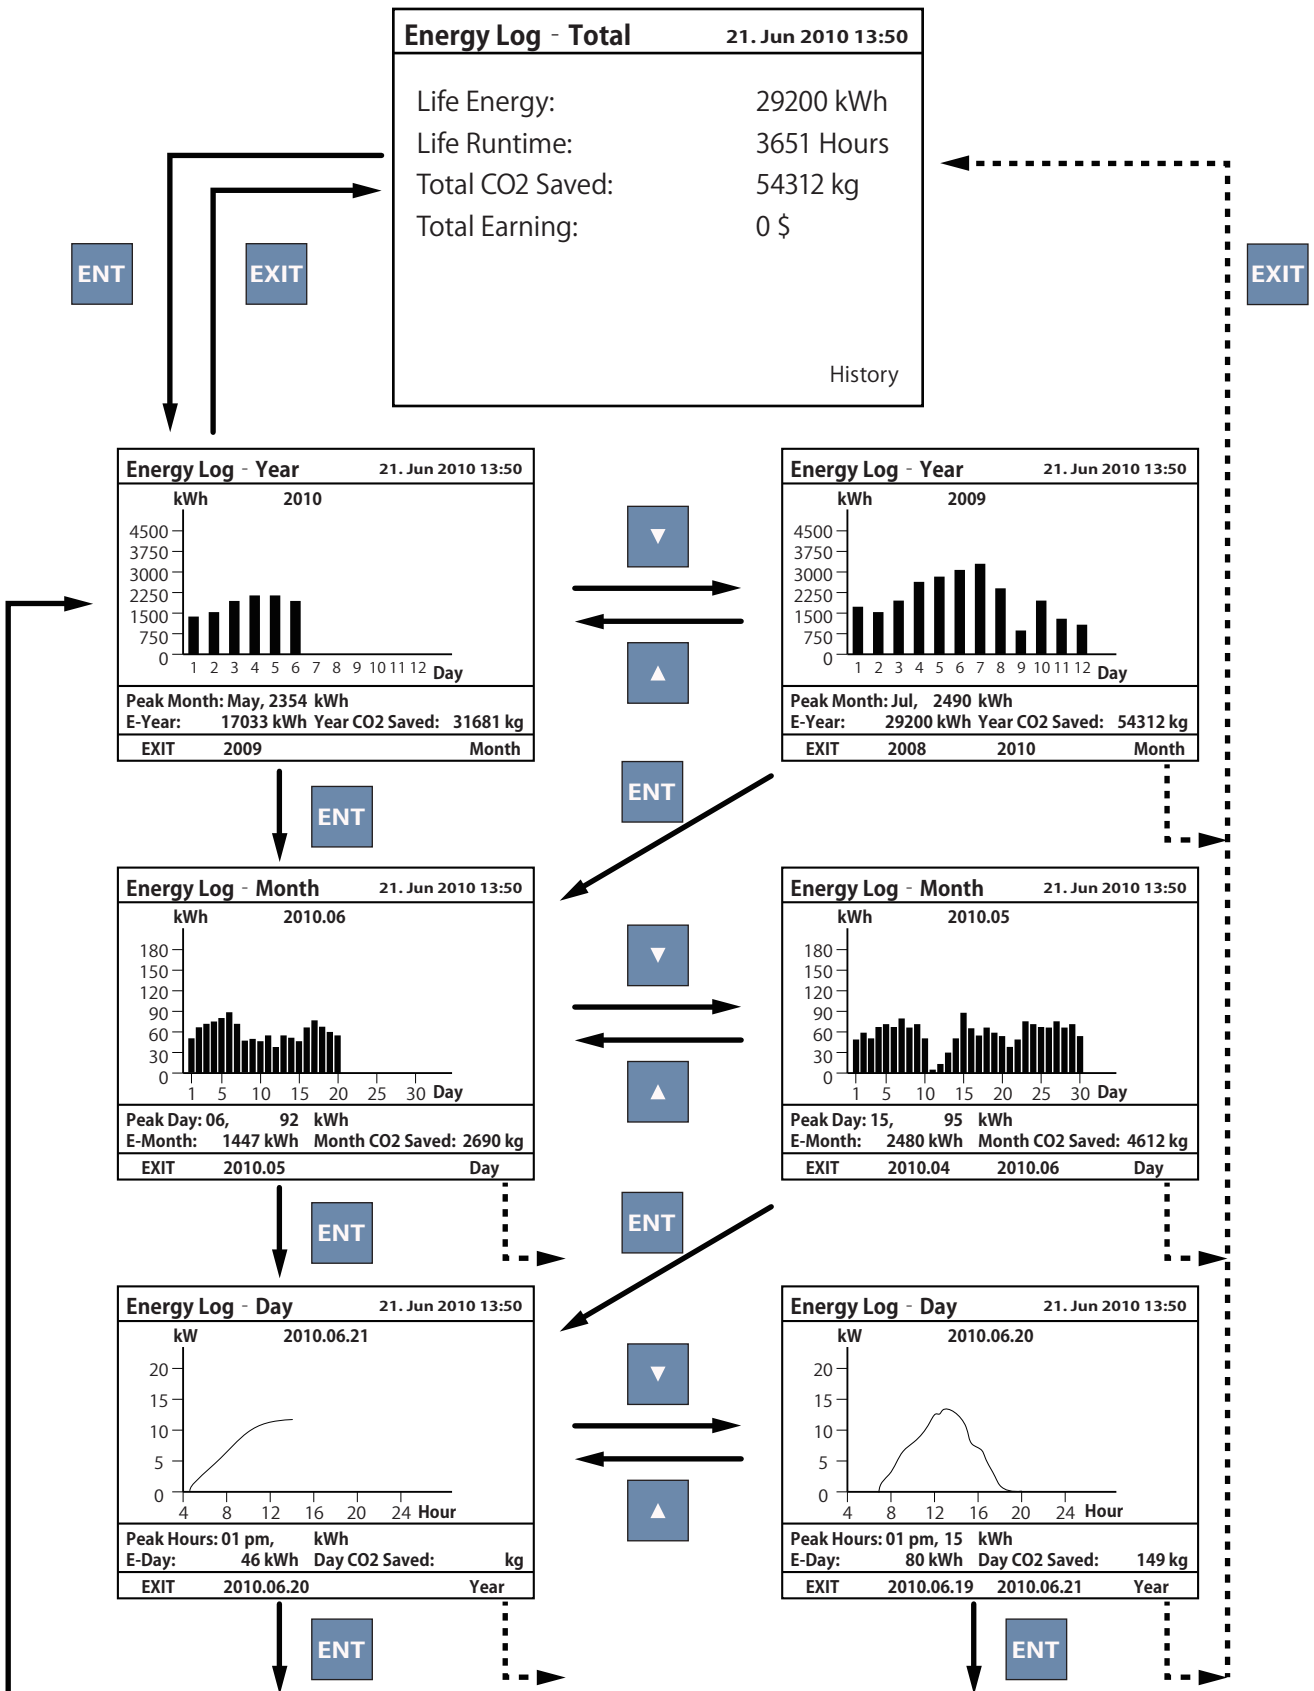 Energy Log - Total 21. Jun 2010 13:50
Life Energy: 29200 kWh
Life Runtime: 3651 Hours
Total CO2 Saved: 54312 kg
Total Earning: 0 $
History
ENT
EXIT
EXIT
Energy Log - Year 21. Jun 2010 13:50
kWh 2010
4500
3750
3000
2250
1500
750
0
1 2 3 4 5 6 7 8 9 10 11 12 Day
Peak Month: May, 2354 kWh
E-Year: 17033 kWh Year CO2 Saved: 31681 kg
EXIT 2009 Month
▼
▲
Energy Log - Year 21. Jun 2010 13:50
kWh 2009
4500
3750
3000
2250
1500
750
0
1 2 3 4 5 6 7 8 9 10 11 12 Day
Peak Month: Jul, 2490 kWh
E-Year: 29200 kWh Year CO2 Saved: 54312 kg
EXIT 2008 2010 Month
ENT
ENT
Energy Log - Month 21. Jun 2010 13:50
kWh 2010.06
180
150
120
90
60
30
0
1 5 10 15 20 25 30 Day
Peak Day: 06, 92 kWh
E-Month: 1447 kWh Month CO2 Saved: 2690 kg
EXIT 2010.05 Day
▼
▲
Energy Log - Month 21. Jun 2010 13:50
kWh 2010.05
180
150
120
90
60
30
0
1 5 10 15 20 25 30 Day
Peak Day: 15, 95 kWh
E-Month: 2480 kWh Month CO2 Saved: 4612 kg
EXIT 2010.04 2010.06 Day
ENT
ENT
Energy Log - Day 21. Jun 2010 13:50
kW 2010.06.21
20
15
10
5
0
4 8 12 16 20 24 Hour
Peak Hours: 01 pm, kWh
E-Day: 46 kWh Day CO2 Saved: kg
EXIT 2010.06.20 Year
▼
▲
Energy Log - Day 21. Jun 2010 13:50
kW 2010.06.20
20
15
10
5
0
4 8 12 16 20 24 Hour
Peak Hours: 01 pm, 15 kWh
E-Day: 80 kWh Day CO2 Saved: 149 kg
EXIT 2010.06.19 2010.06.21 Year
ENT
ENT